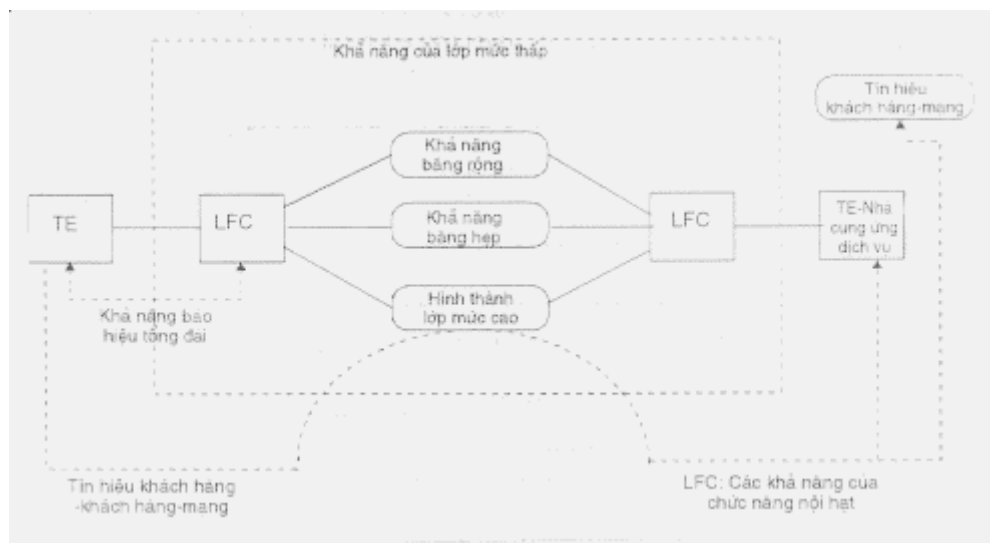 Khả năng của lớp mức thấp
Tín hiệu
khách hàng-mạng
Khả năng
băng rộng
TE
LFC
Khả năng
băng hẹp
LFC
TE-Nhà
cung ứng
dịch vụ
Hình thành
lớp mức cao
Khả năng bao
hiệu tổng đai
Tín hiệu khách hàng
-khách hàng-mạng
LFC: Các khả năng của
chức năng nội hạt